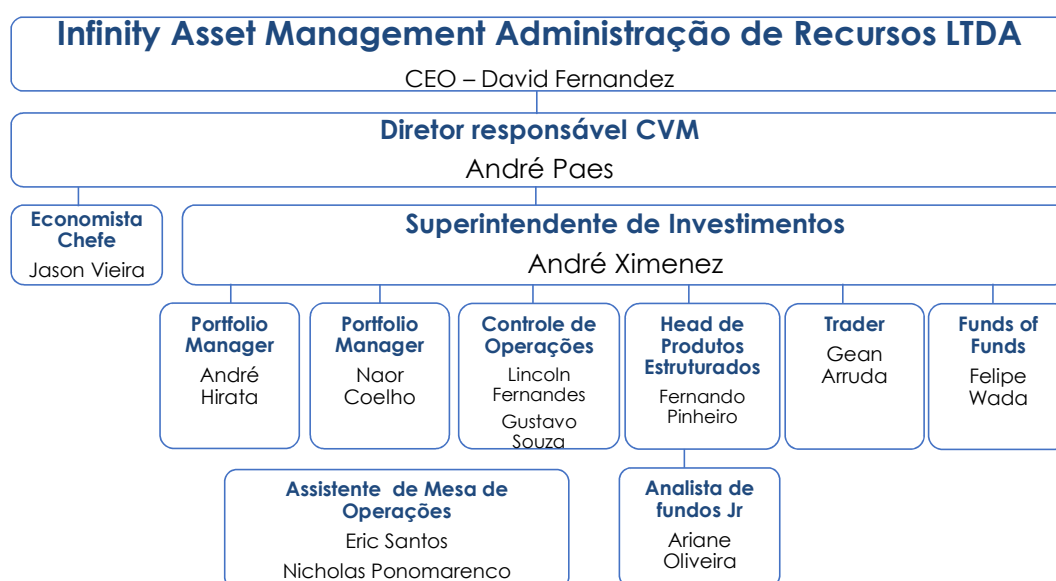 Infinity Asset Management Administração de Recursos LTDA
CEO – David Fernandez
Diretor responsável CVM
André Paes
Economista
Chefe
Jason Vieira
Superintendente de Investimentos
André Ximenez
Portfolio
Manager
André
Hirata
Portfolio
Manager
Naor
Coelho
Controle de
Operações
Lincoln
Fernandes
Gustavo
Souza
Head de
Produtos
Estruturados
Fernando
Pinheiro
Trader
Gean
Arruda
Funds of
Funds
Felipe
Wada
Assistente de Mesa de
Operações
Eric Santos
Nicholas Ponomarenco
Analista de
fundos Jr
Ariane
Oliveira